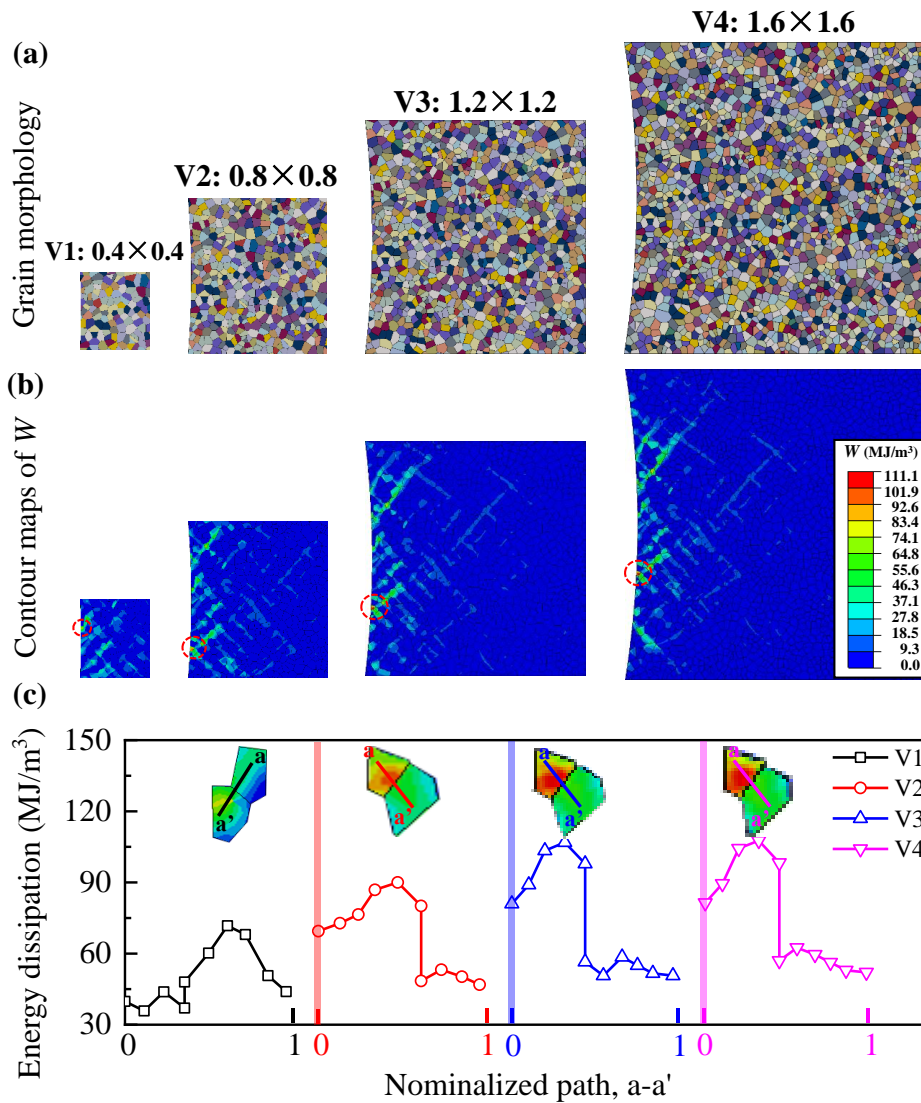 V4: 1.6×1.6
(a)
V3: 1.2×1.2
V2: 0.8×0.8
V1: 0.4×0.4
Grain morphology
(b)
Contour maps of W
W (MJ/m³)
111.1
101.9
92.6
83.4
74.1
64.8
55.6
46.3
37.1
27.8
18.5
9.3
0.0
(c)
Energy dissipation (MJ/m³)
150
120
90
60
30
a
a'
a
a'
a
a'
a
a'
V1
V2
V3
V4
0 1 0 1 0 1 0 1
Nominalized path, a-a'